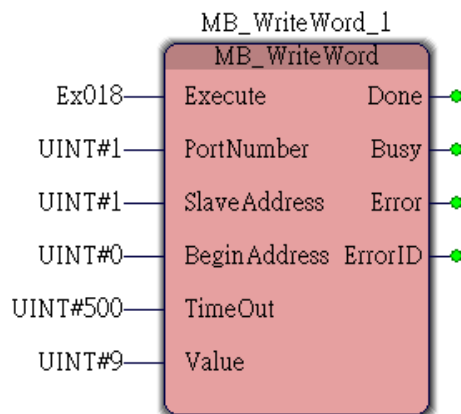 MB_WriteWord_1
MB_WriteWord
Ex018 Execute Done
UINT#1 PortNumber Busy
UINT#1 SlaveAddress Error
UINT#0 BeginAddress ErrorID
UINT#500 TimeOut
UINT#9 Value